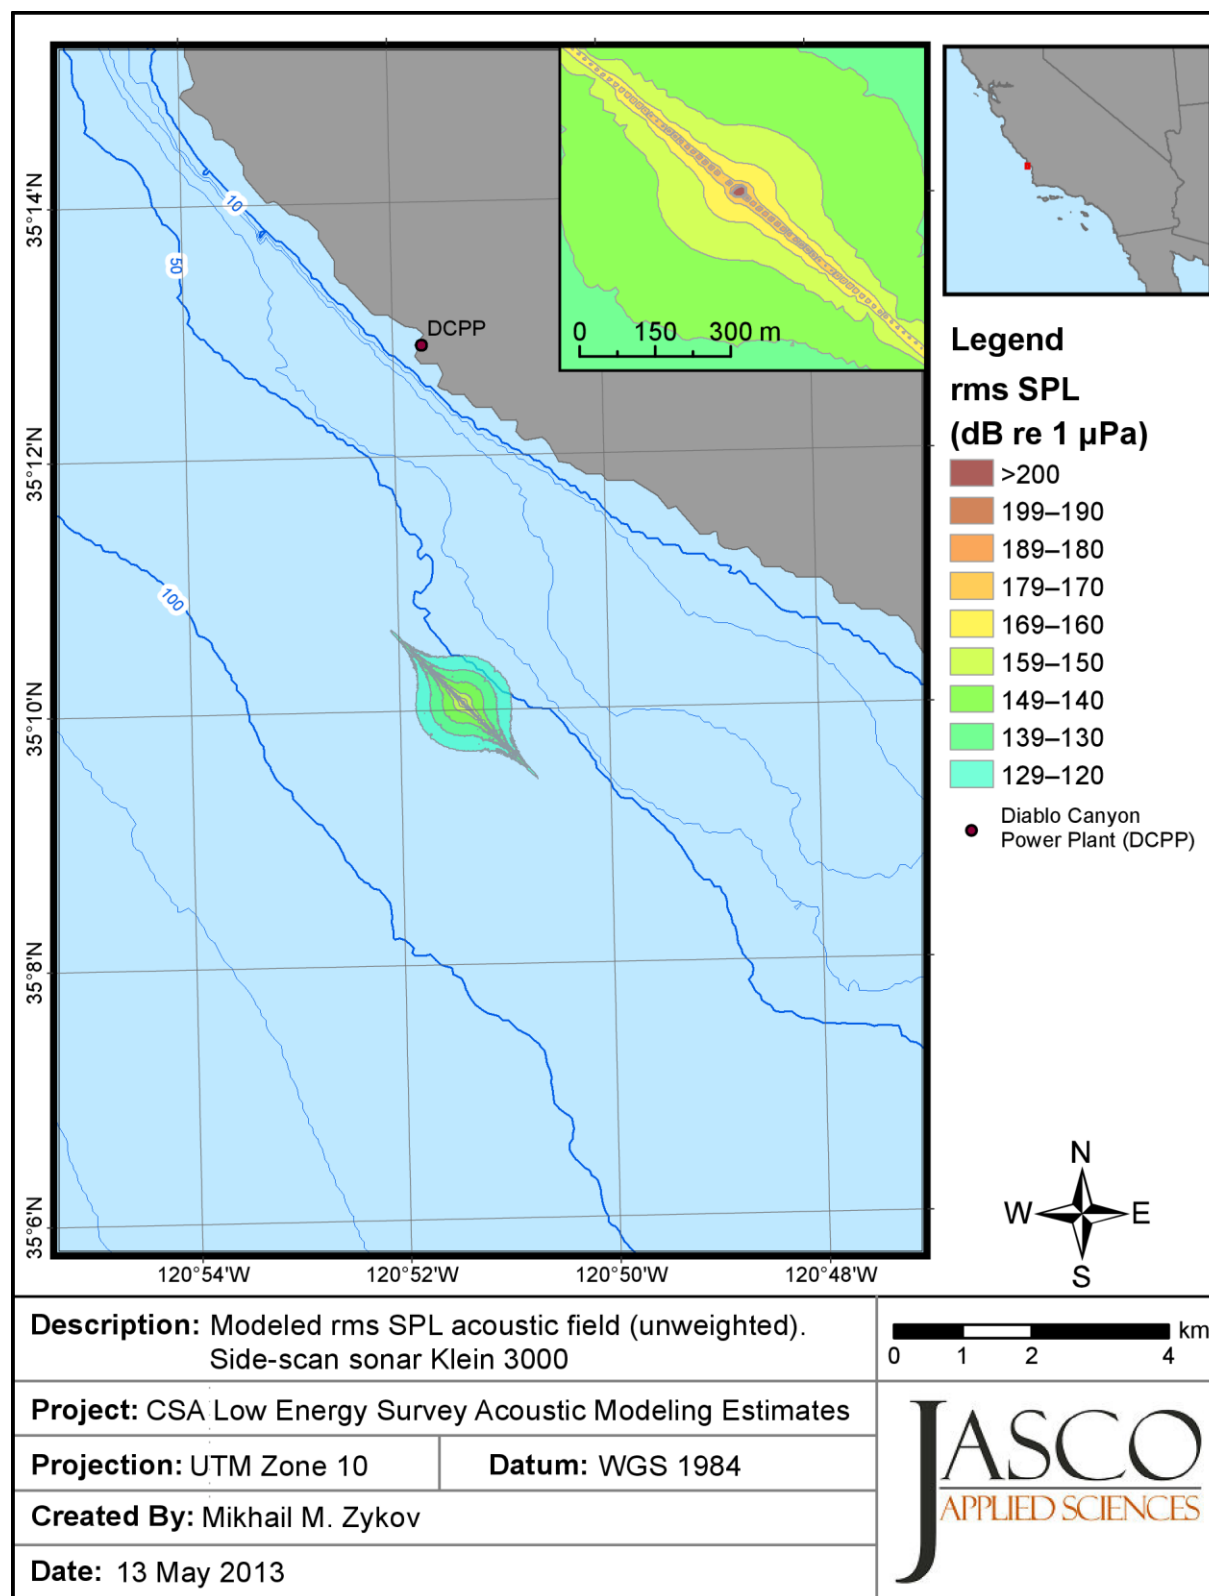 10
50
DCPP
100
0 150 300 m
35°14'N
35°12'N
35°10'N
35°8'N
35°6'N
120°54'W 120°52'W 120°50'W 120°48'W
Legend
rms SPL
(dB re 1 µPa)
>200
199–190
189–180
179–170
169–160
159–150
149–140
139–130
129–120
Diablo Canyon
Power Plant (DCPP)
N
W E
S
Description: Modeled rms SPL acoustic field (unweighted).
Side-scan sonar Klein 3000
Project: CSA Low Energy Survey Acoustic Modeling Estimates
Projection: UTM Zone 10
Datum: WGS 1984
Created By: Mikhail M. Zykov
Date: 13 May 2013
km
0 1 2 4
JASCO
APPLIED SCIENCES